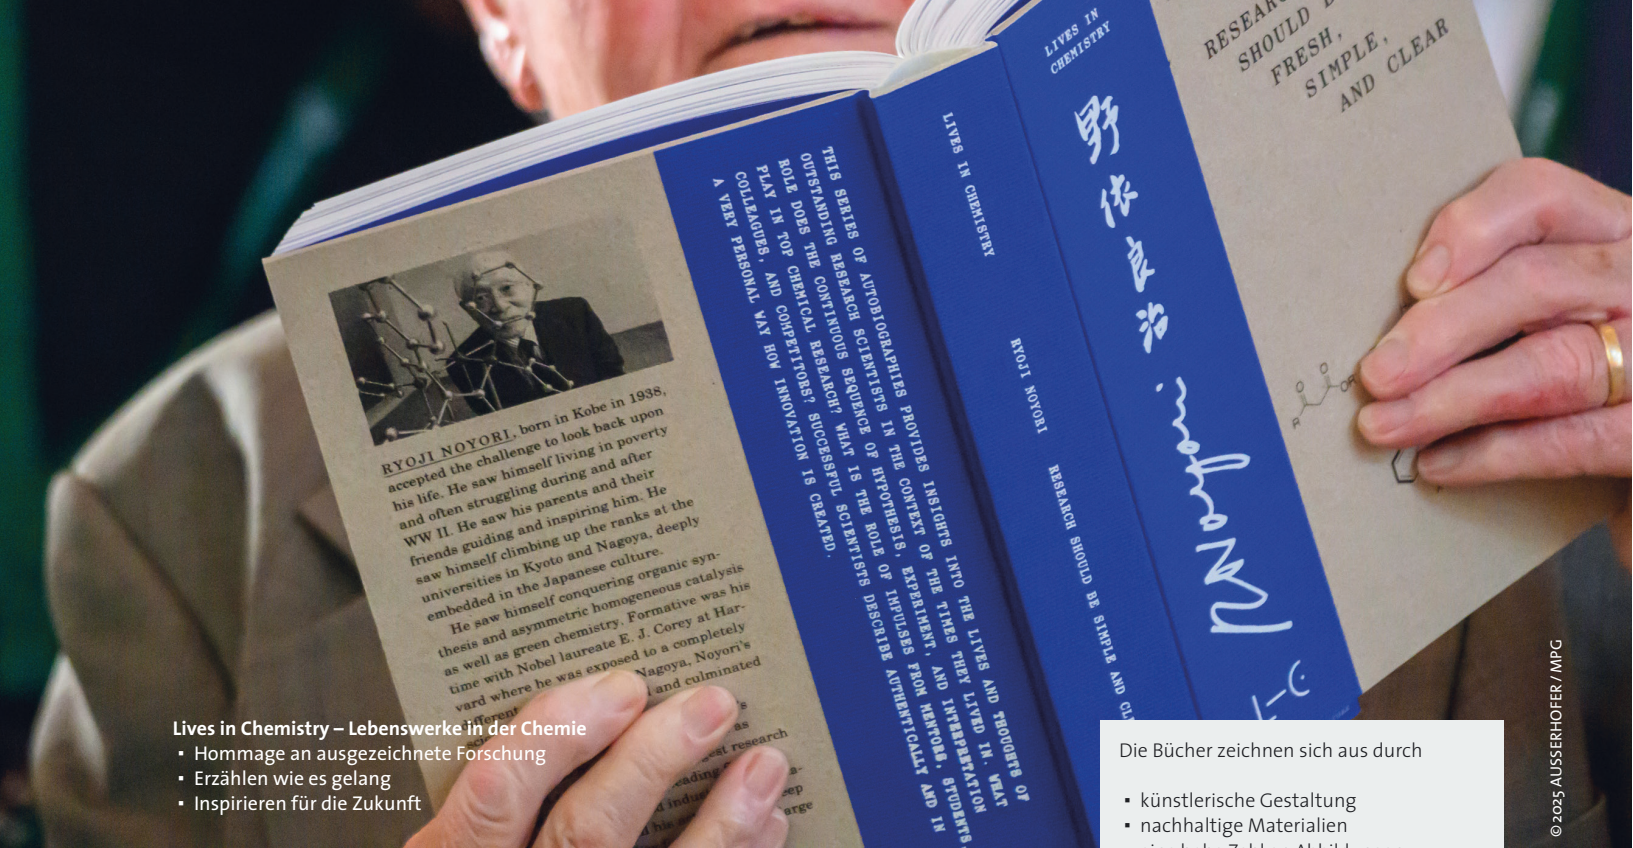 RYOJI NOYORI, born in Kobe in 1938,
accepted the challenge to look back upon
his life. He saw himself living in poverty
and often struggling during and after
WW II. He saw his parents and their
friends guiding and inspiring him. He
saw himself climbing up the ranks at the
universities in Kyoto and Nagoya, deeply
embedded in the Japanese culture.
He saw himself conquering organic syn-
thesis and asymmetric homogeneous catalysis
as well as green chemistry. Formative was his
time with Nobel laureate E. J. Corey at Har-
vard where he was exposed to a completely
different
Nagoya, Noyori's
and culminated
as
research
THIS SERIES OF AUTOBIOGRAPHIES PROVIDES INSIGHTS INTO THE LIVES AND THOUGHTS OF
OUTSTANDING RESEARCH SCIENTISTS IN THE CONTEXT OF THE TIMES THEY LIVED IN. WHAT
ROLE DOES THE CONTINUOUS SEQUENCE OF HYPOTHESIS, EXPERIMENT, AND INTERPRETATION
PLAY IN TOP CHEMICAL RESEARCH? WHAT IS THE ROLE OF IMPULSES FROM MENTORS, STUDENTS,
COLLEAGUES, AND COMPETITORS? SUCCESSFUL SCIENTISTS DESCRIBE AUTHENTICALLY AND IN
A VERY PERSONAL WAY HOW INNOVATION IS CREATED.
LIVES IN CHEMISTRY
RYOJI NOYORI
RESEARCH SHOULD BE SIMPLE AND
LIVES IN
CHEMISTRY
野依良治
R Noyori
SHOULD
FRESH,
SIMPLE,
AND CLEAR
O
O
OR
R
Lives in Chemistry – Lebenswerke in der Chemie
▪ Hommage an ausgezeichnete Forschung
▪ Erzählen wie es gelang
▪ Inspirieren für die Zukunft
Die Bücher zeichnen sich aus durch
▪ künstlerische Gestaltung
▪ nachhaltige Materialien
© 2025 AUSSERHOFER / MPG